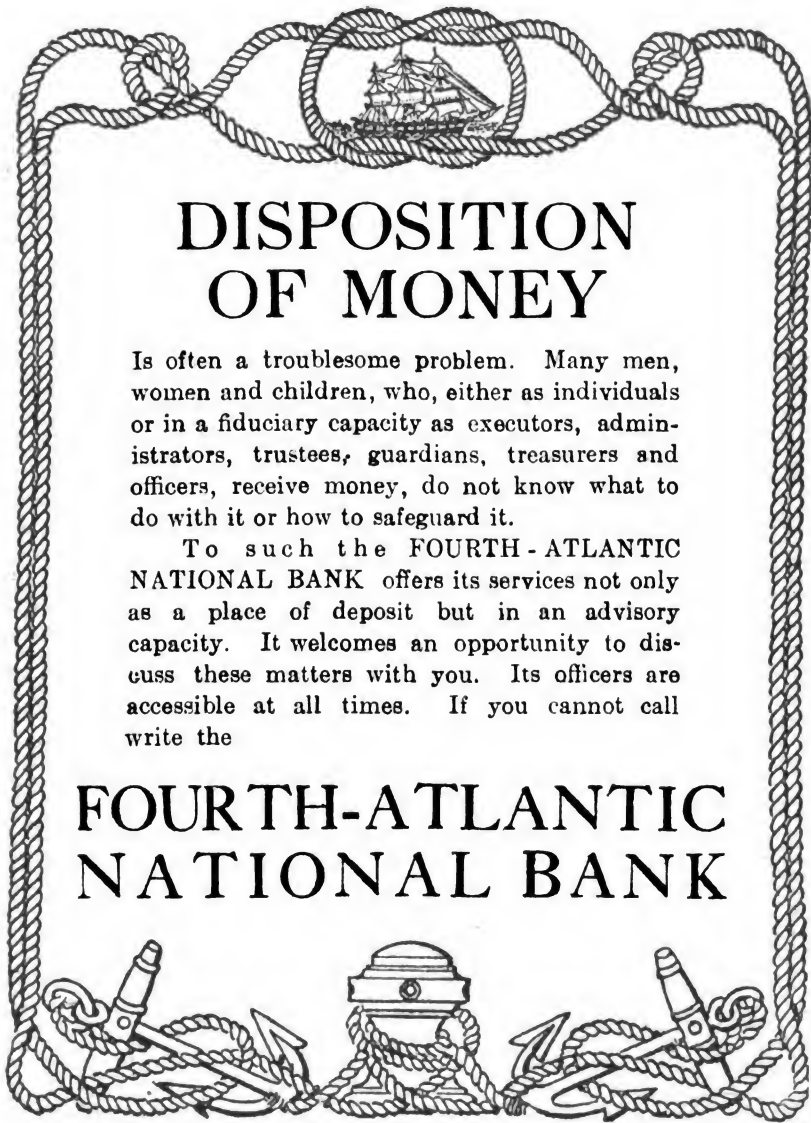 DISPOSITION
OF MONEY
Is often a troublesome problem. Many men,
women and children, who, either as individuals
or in a fiduciary capacity as executors, admin-
istrators, trustees, guardians, treasurers and
officers, receive money, do not know what to
do with it or how to safeguard it.
To such the FOURTH-ATLANTIC
NATIONAL BANK offers its services not only
as a place of deposit but in an advisory
capacity. It welcomes an opportunity to dis-
cuss these matters with you. Its officers are
accessible at all times. If you cannot call
write the
FOURTH-ATLANTIC
NATIONAL BANK